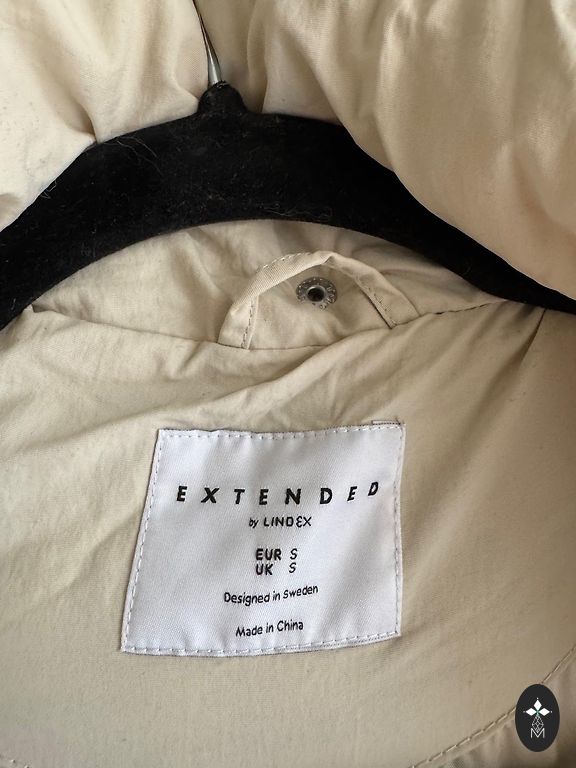 EXTENDED
by LINDEX
EUR S
UK S
Designed in Sweden
Made in China
M